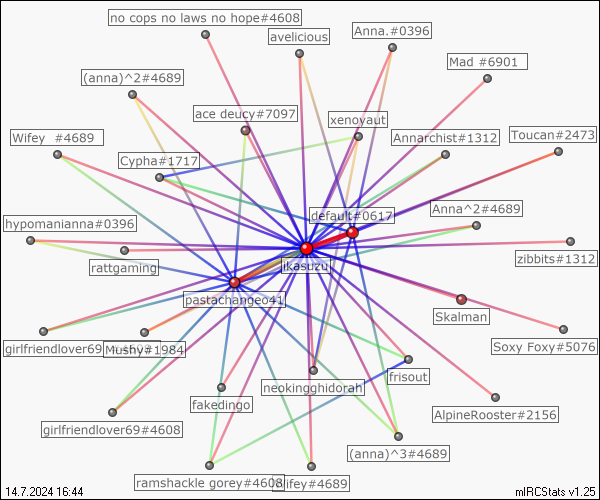 no cops no laws no hope#4608
avelicious
Anna.#0396
Mad #6901
(anna)^2#4689
ace deucy#7097
xenoyaut
Wifey #4689
Cypha#1717
Annarchist#1312
Toucan#2473
hypomanianna#0396
default#0617
Anna^2#4689
rattgaming
ikasuzu
zibbits#1312
pastachangeo41
Skalman
girlfriendlover69
Mushy#1984
Soxy Foxy#5076
neokingghidorah
frisout
fakedingo
AlpineRooster#2156
girlfriendlover69#4608
(anna)^3#4689
ramshackle gorey#4608
Wifey#4689
14.7.2024 16:44
mIRCStats v1.25